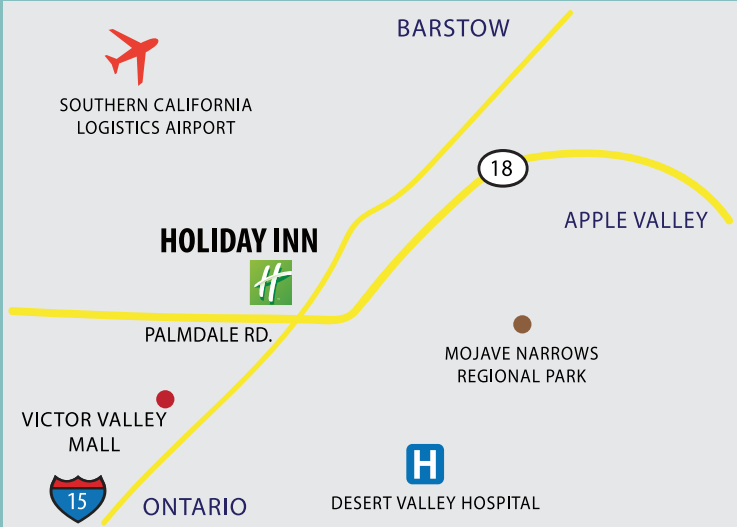 BARSTOW
SOUTHERN CALIFORNIA
LOGISTICS AIRPORT
18
APPLE VALLEY
HOLIDAY INN
H
PALMDALE RD.
MOJAVE NARROWS
REGIONAL PARK
VICTOR VALLEY
MALL
H
15
ONTARIO
DESERT VALLEY HOSPITAL